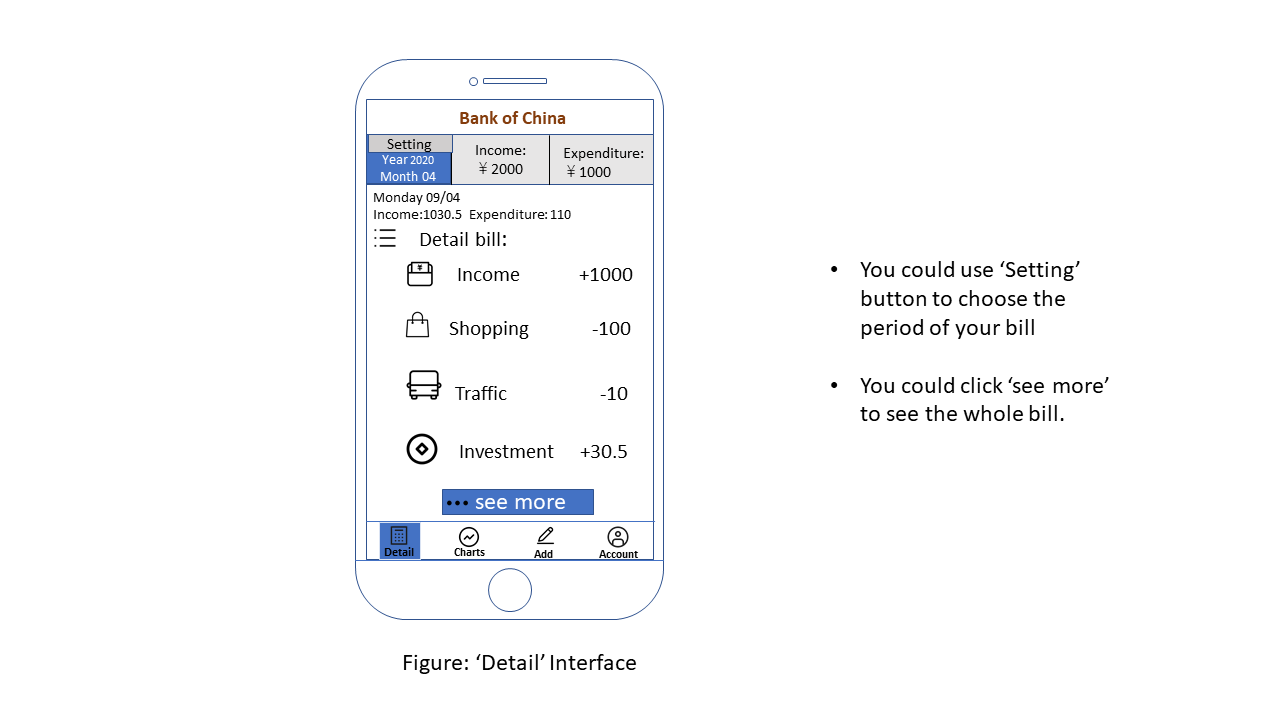 Bank of China
Setting
Year 2020
Month 04
Income:
¥ 2000
Expenditure:
¥ 1000
Monday 09/04
Income:1030.5 Expenditure: 110
Detail bill:
Income +1000
Shopping -100
Traffic -10
Investment +30.5
••• see more
Detail Charts Add Account
• You could use ‘Setting’
button to choose the
period of your bill
• You could click ‘see more’
to see the whole bill.
Figure: ‘Detail’ Interface